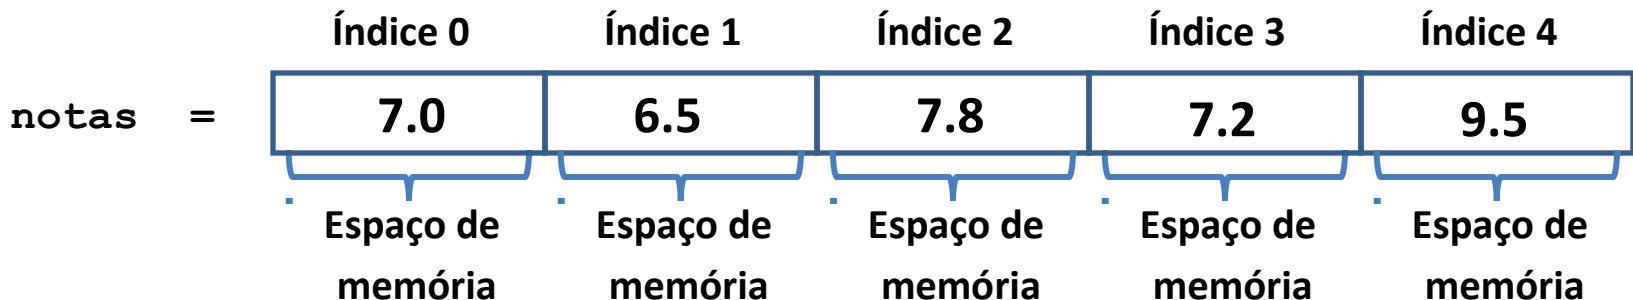 Índice 0 Índice 1 Índice 2 Índice 3 Índice 4
notas = 7.0 6.5 7.8 7.2 9.5
Espaço de Espaço de Espaço de Espaço de Espaço de
memória memória memória memória memória